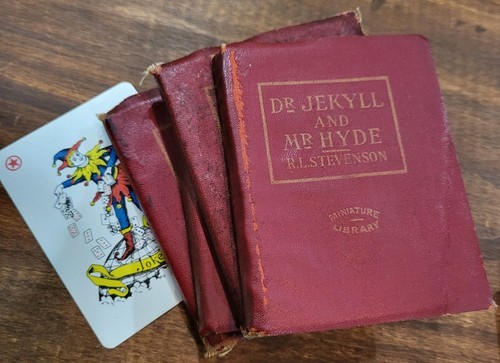 DR JEKYLL
AND
MR HYDE
R.L.STEVENSON
MINIATURE
LIBRARY